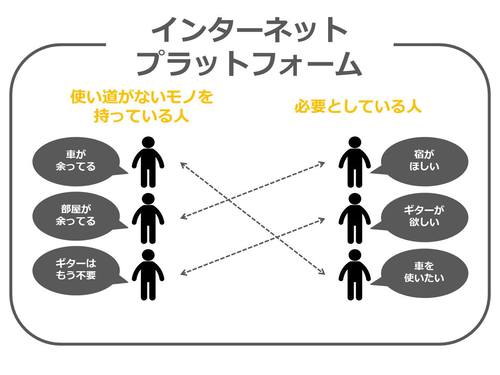 インターネット
プラットフォーム
使い道がないモノを
持っている人
必要としている人
車が
余ってる
宿が
ほしい
部屋が
余ってる
ギターが
欲しい
ギターは
もう不要
車を
使いたい